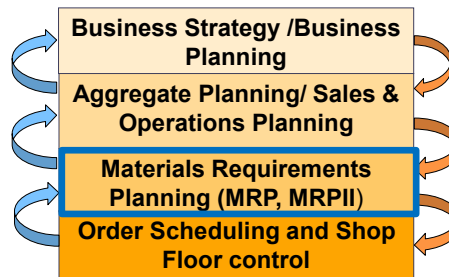 Business Strategy /Business
Planning
Aggregate Planning/ Sales &
Operations Planning
Materials Requirements
Planning (MRP, MRPII)
Order Scheduling and Shop
Floor control